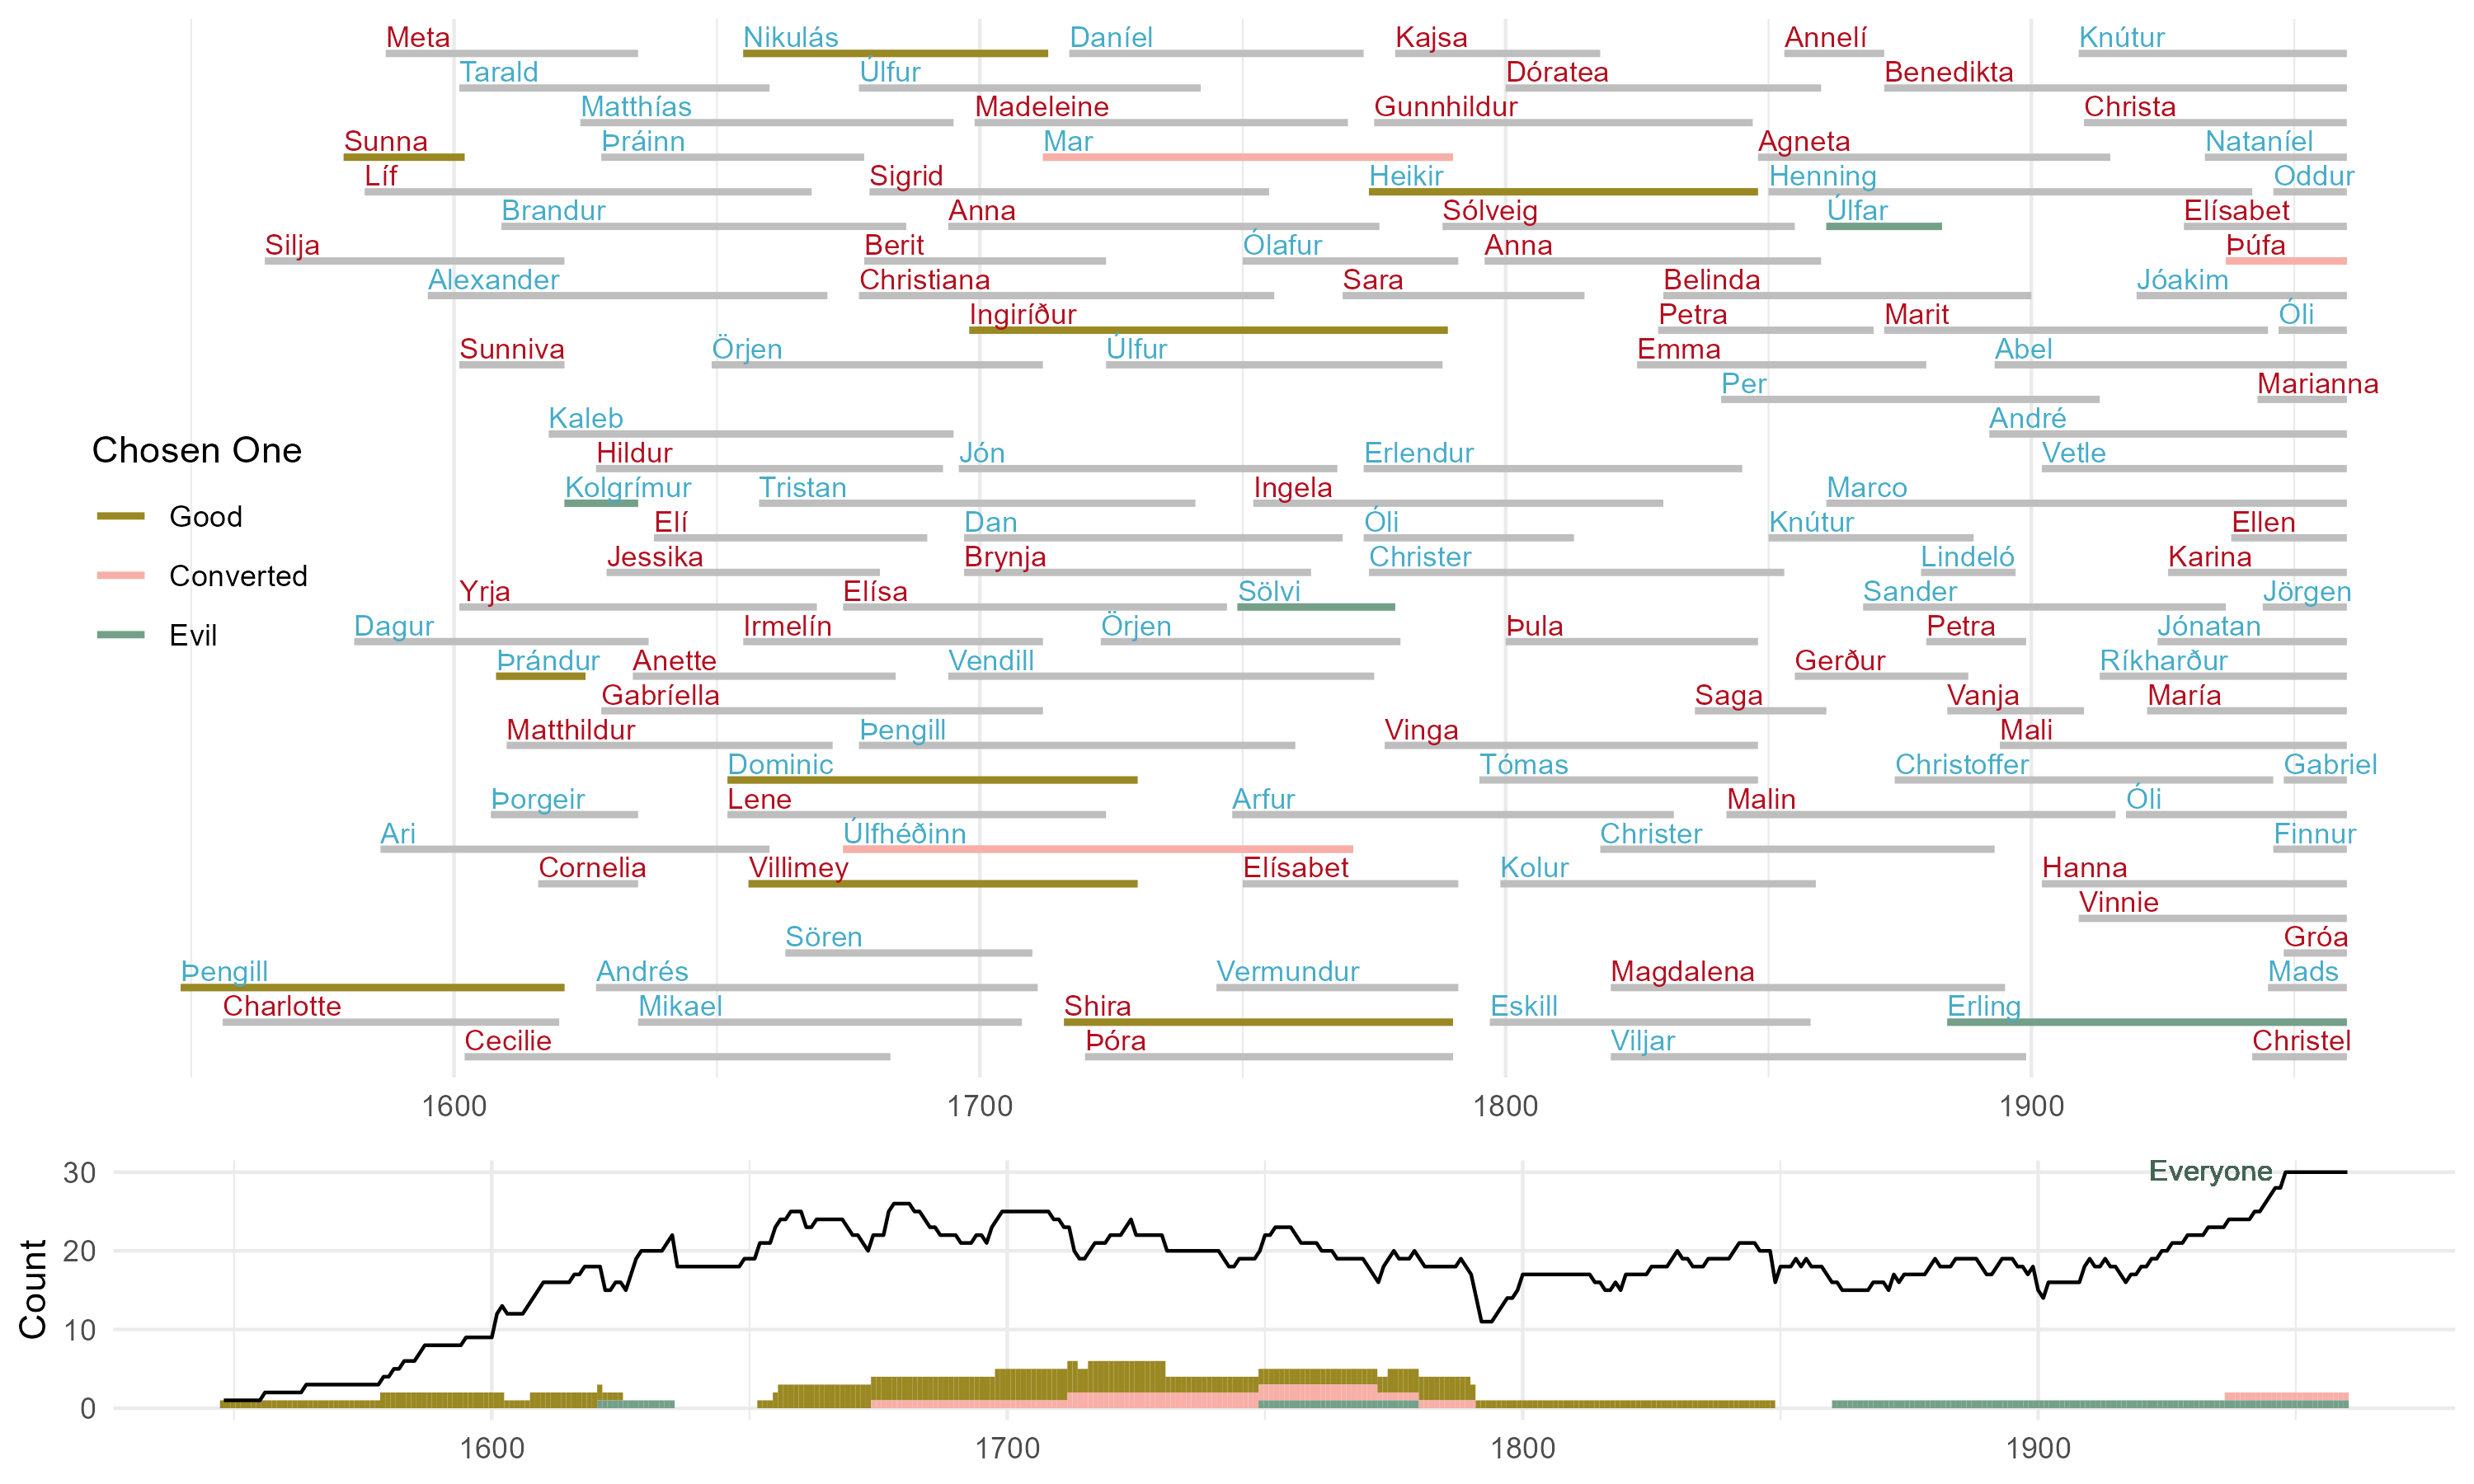 Meta Nikulás Daníel Kajsa Annelí Knútur
Tarald Úlfur Dóratea Benedikta
Matthías Madeleine Gunnhildur Christa
Sunna Þráinn Mar Agneta Nataníel
Líf Sigrid Heikir Henning Oddur
Brandur Anna Sólveig Úlfar Elísabet
Silja Berit Ólafur Anna Þúfa
Alexander Christiana Sara Belinda Jóakim
Ingiríður Petra Marit Óli
Sunniva Örjen Úlfur Emma Abel
Per Marianna
Kaleb André
Chosen One
Hildur Jón Erlendur Vetle
Kolgrímur Tristan Ingela Marco
Good
Elí Dan Óli Knútur Ellen
Jessika Brynja Christer Lindeló Karina
Converted
Yrja Elísa Sölvi Sander Jörgen
Dagur Irmelín Örjen Þula Petra Jónatan
Evil
Þrándur Anette Vendill Gerður Ríkharður
Gabríella Saga Vanja María
Matthildur Þengill Vinga Mali
Dominic Tómas Christoffer Gabriel
Þorgeir Lene Arfur Malin Óli
Ari Úlfhéðinn Christer Finnur
Cornelia Villimey Elísabet Kolur Hanna
Vinnie
Sören Gróa
Þengill Andrés Vermundur Magdalena Mads
Charlotte Mikael Shira Eskill Erling
Cecilie Þóra Viljar Christel
1600 1700 1800 1900
Everyone
Count
30
20
10
0
1600 1700 1800 1900